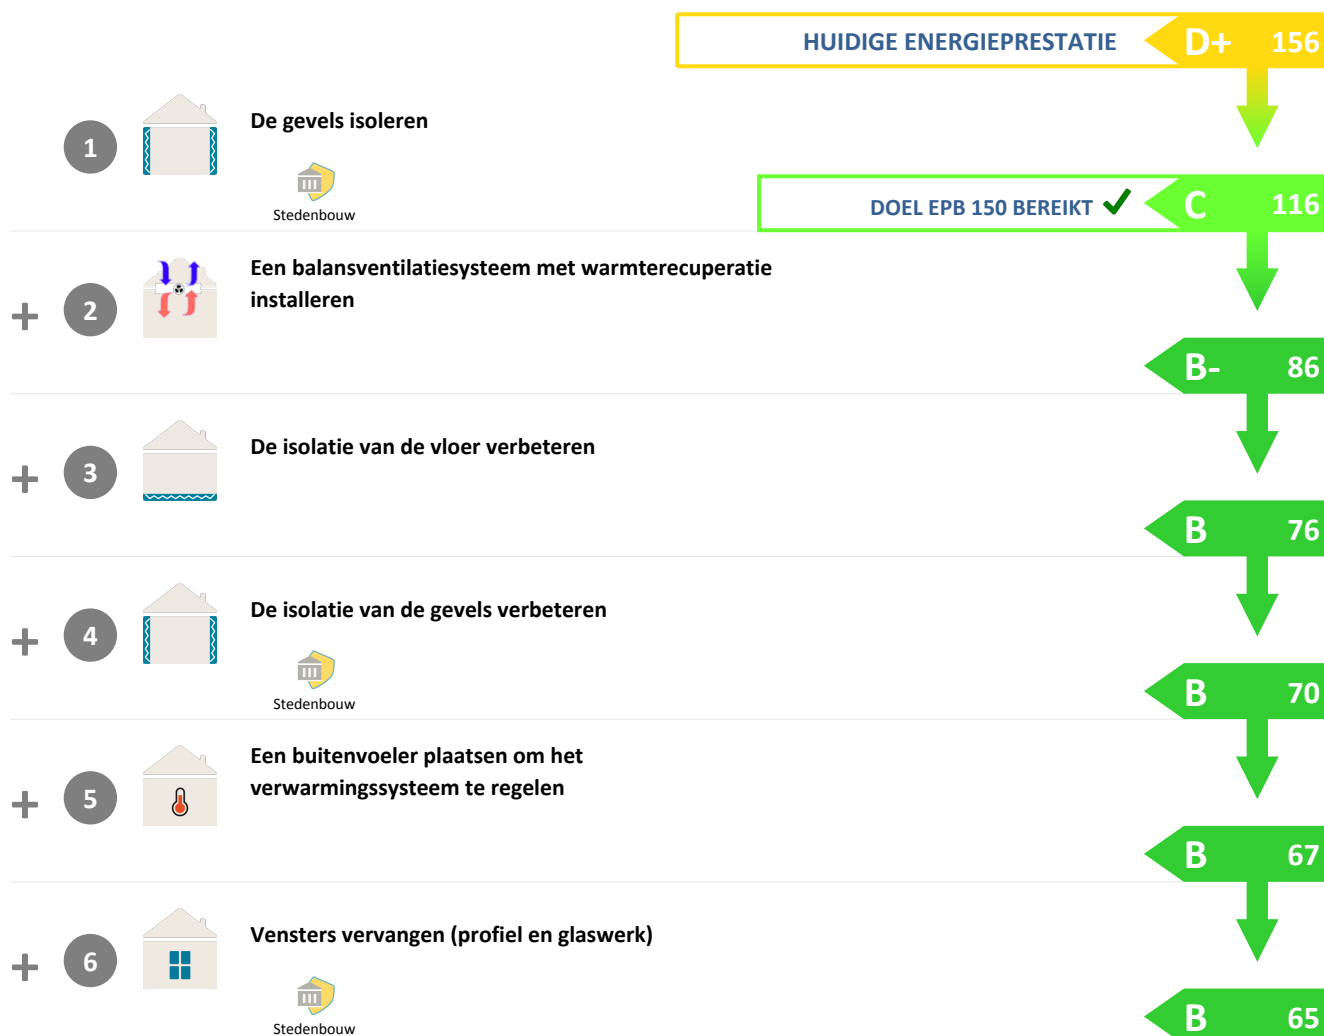 HUIDIGE ENERGIEPRESTATIE D+ 156
1 De gevels isoleren
Stedenbouw
DOEL EPB 150 BEREIKT C 116
+ 2 Een balansventilatiesysteem met warmterecuperatie
installeren
B- 86
+ 3 De isolatie van de vloer verbeteren
B 76
+ 4 De isolatie van de gevels verbeteren
Stedenbouw
B 70
+ 5 Een buitenvoeler plaatsen om het
verwarmingssysteem te regelen
B 67
+ 6 Vensters vervangen (profiel en glaswerk)
Stedenbouw
B 65